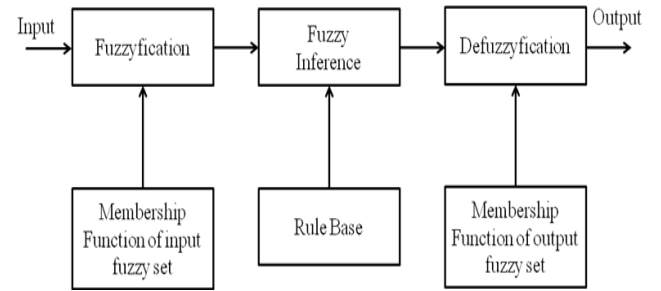 Input
Fuzzyfication
Fuzzy
Inference
Defuzzyfication
Output
Membership
Function of input
fuzzy set
Rule Base
Membership
Function of output
fuzzy set